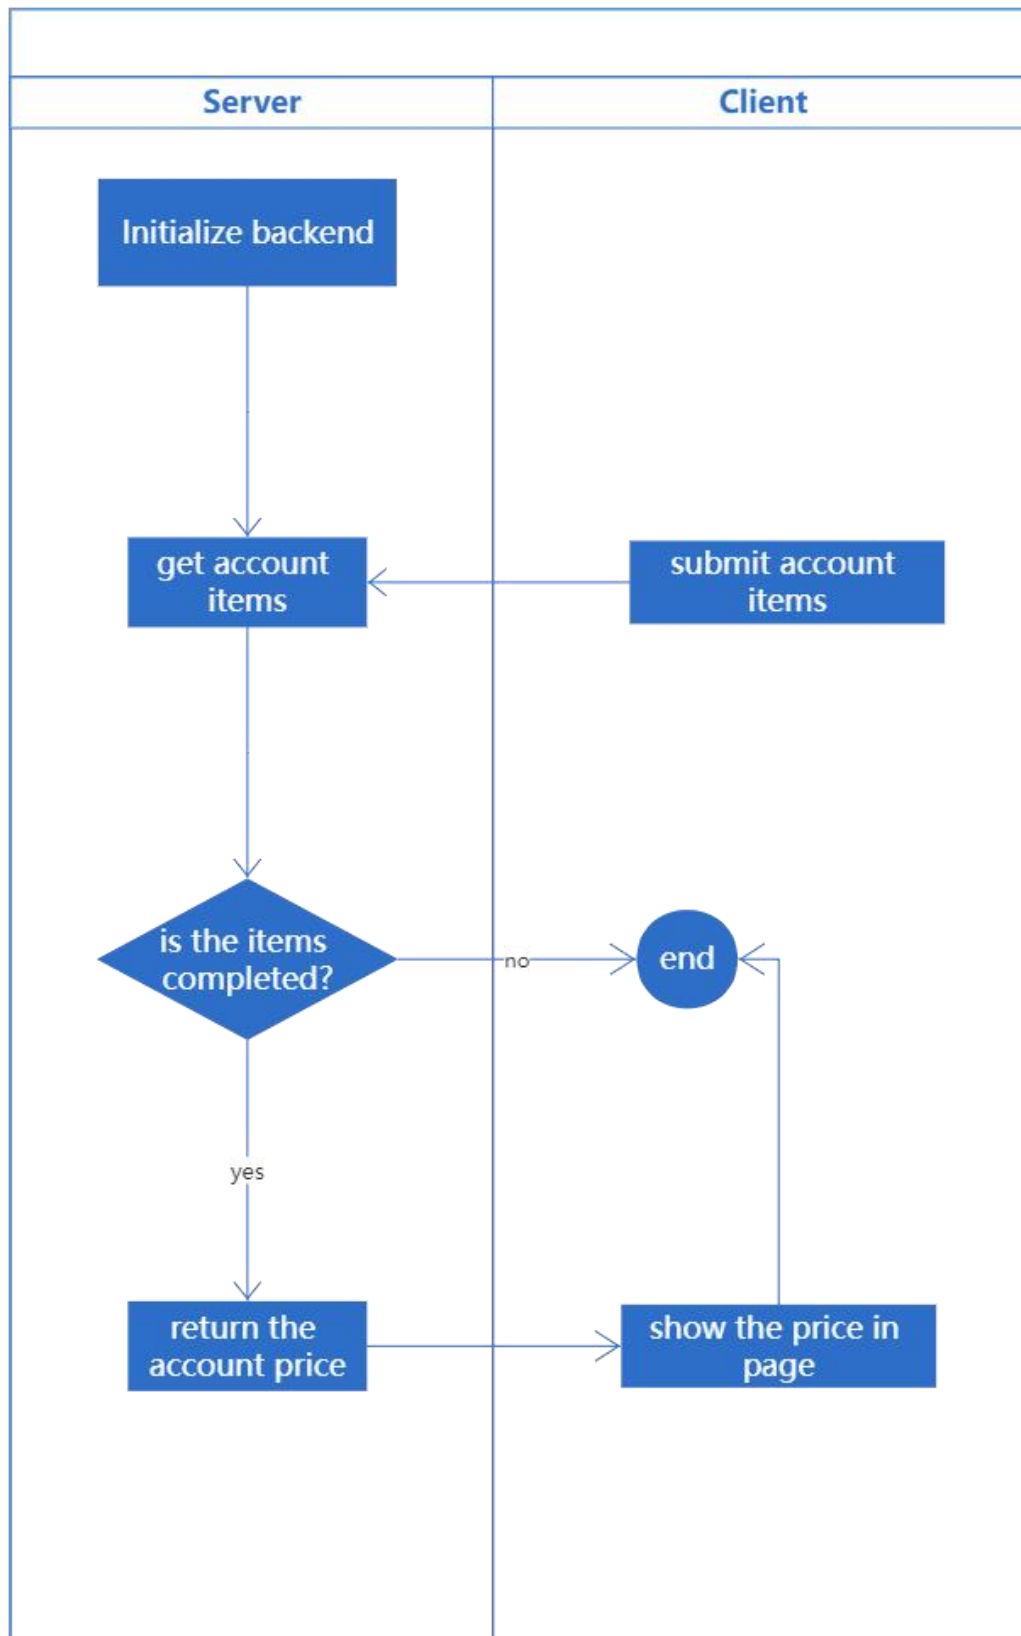 Server
Client
Initialize backend
get account
items
submit account
items
is the items
completed?
no
end
yes
return the
account price
show the price in
page